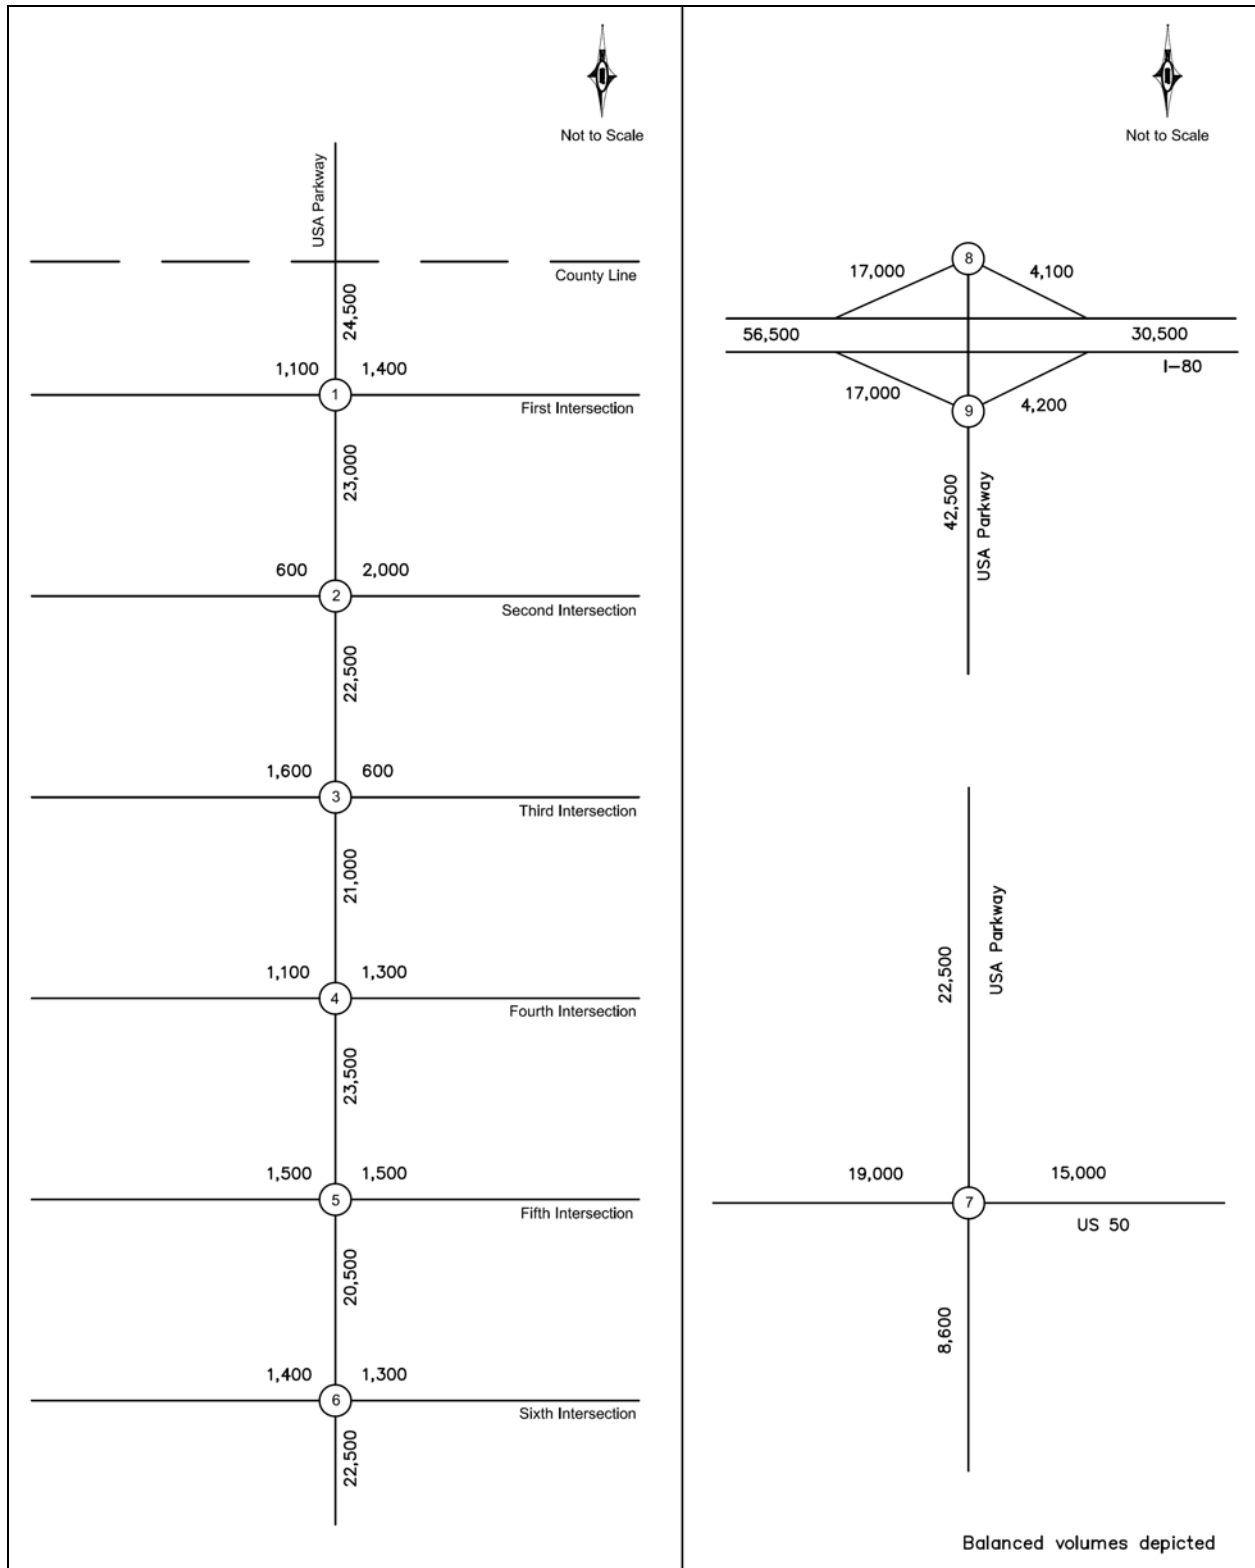 Not to Scale
USA Parkway
County Line
24,500
1,100
1,400
1
First Intersection
23,000
600
2,000
2
Second Intersection
22,500
1,600
600
3
Third Intersection
21,000
1,100
1,300
4
Fourth Intersection
23,500
1,500
1,500
5
Fifth Intersection
20,500
1,400
1,300
6
Sixth Intersection
22,500
Not to Scale
8
17,000
4,100
56,500
30,500
I-80
17,000
4,200
9
42,500
USA Parkway
22,500
USA Parkway
19,000
15,000
7
US 50
8,600
Balanced volumes depicted